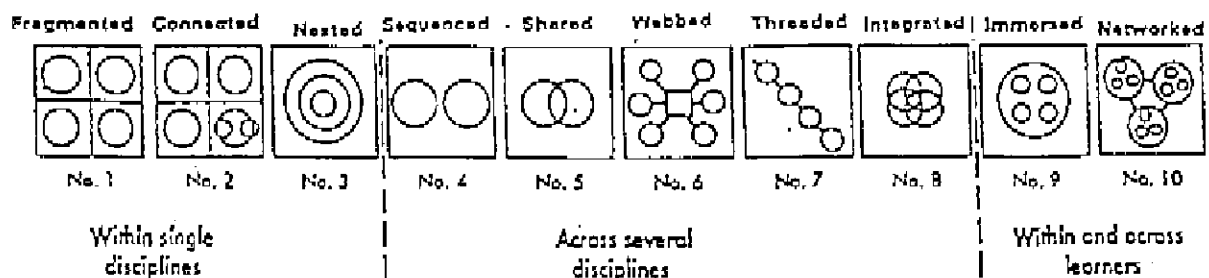 Fragmented Connected Nested Sequenced Shared Webbed Threaded Integrated Immersed Networked
No. 1 No. 2 No. 3 No. 4 No. 5 No. 6 No. 7 No. 8 No. 9 No. 10
Within single
disciplines
Across several
disciplines
Within and across
learners